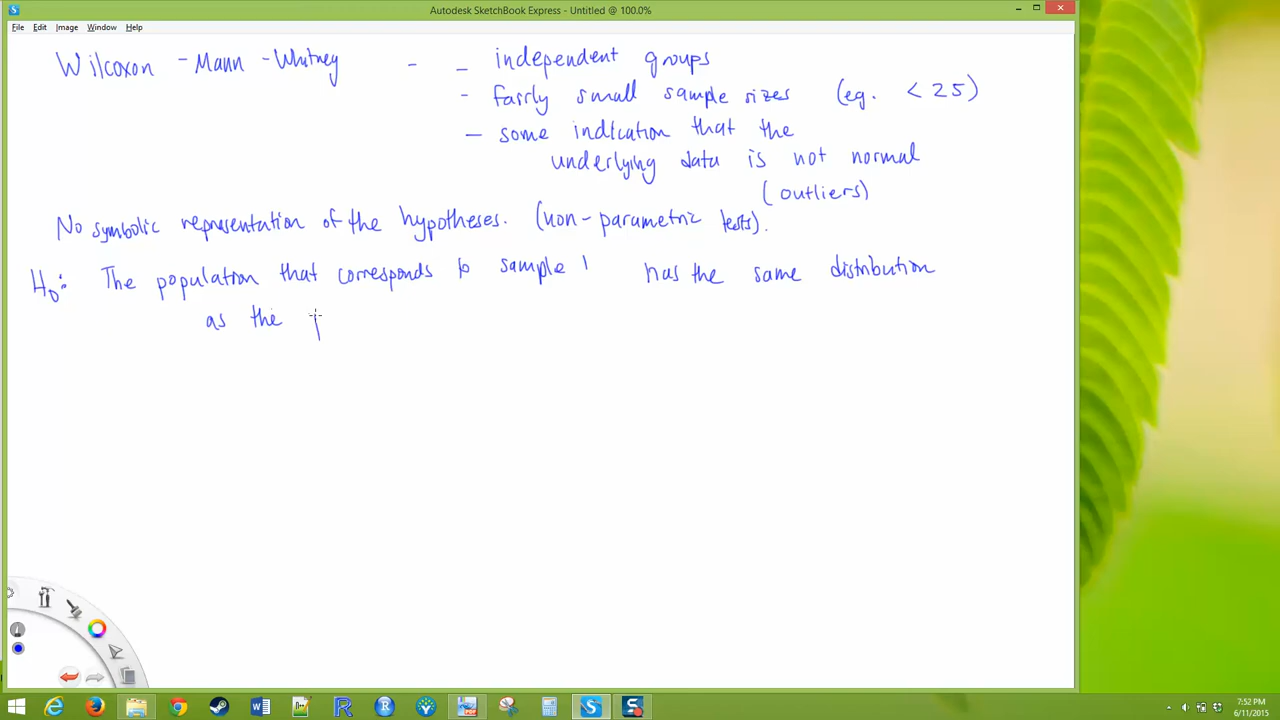 Autodesk SketchBook Express - Untitled @ 100.0%
File Edit Image Window Help
Wilcoxon - Mann - Whitney - - independent groups
- fairly small sample sizes (eg. < 25)
- some indication that the
underlying data is not normal
(outliers)
No symbolic representation of the hypotheses. (non-parametric tests).
H₀: The population that corresponds to sample 1 has the same distribution
as the p
7:52 PM
6/11/2015